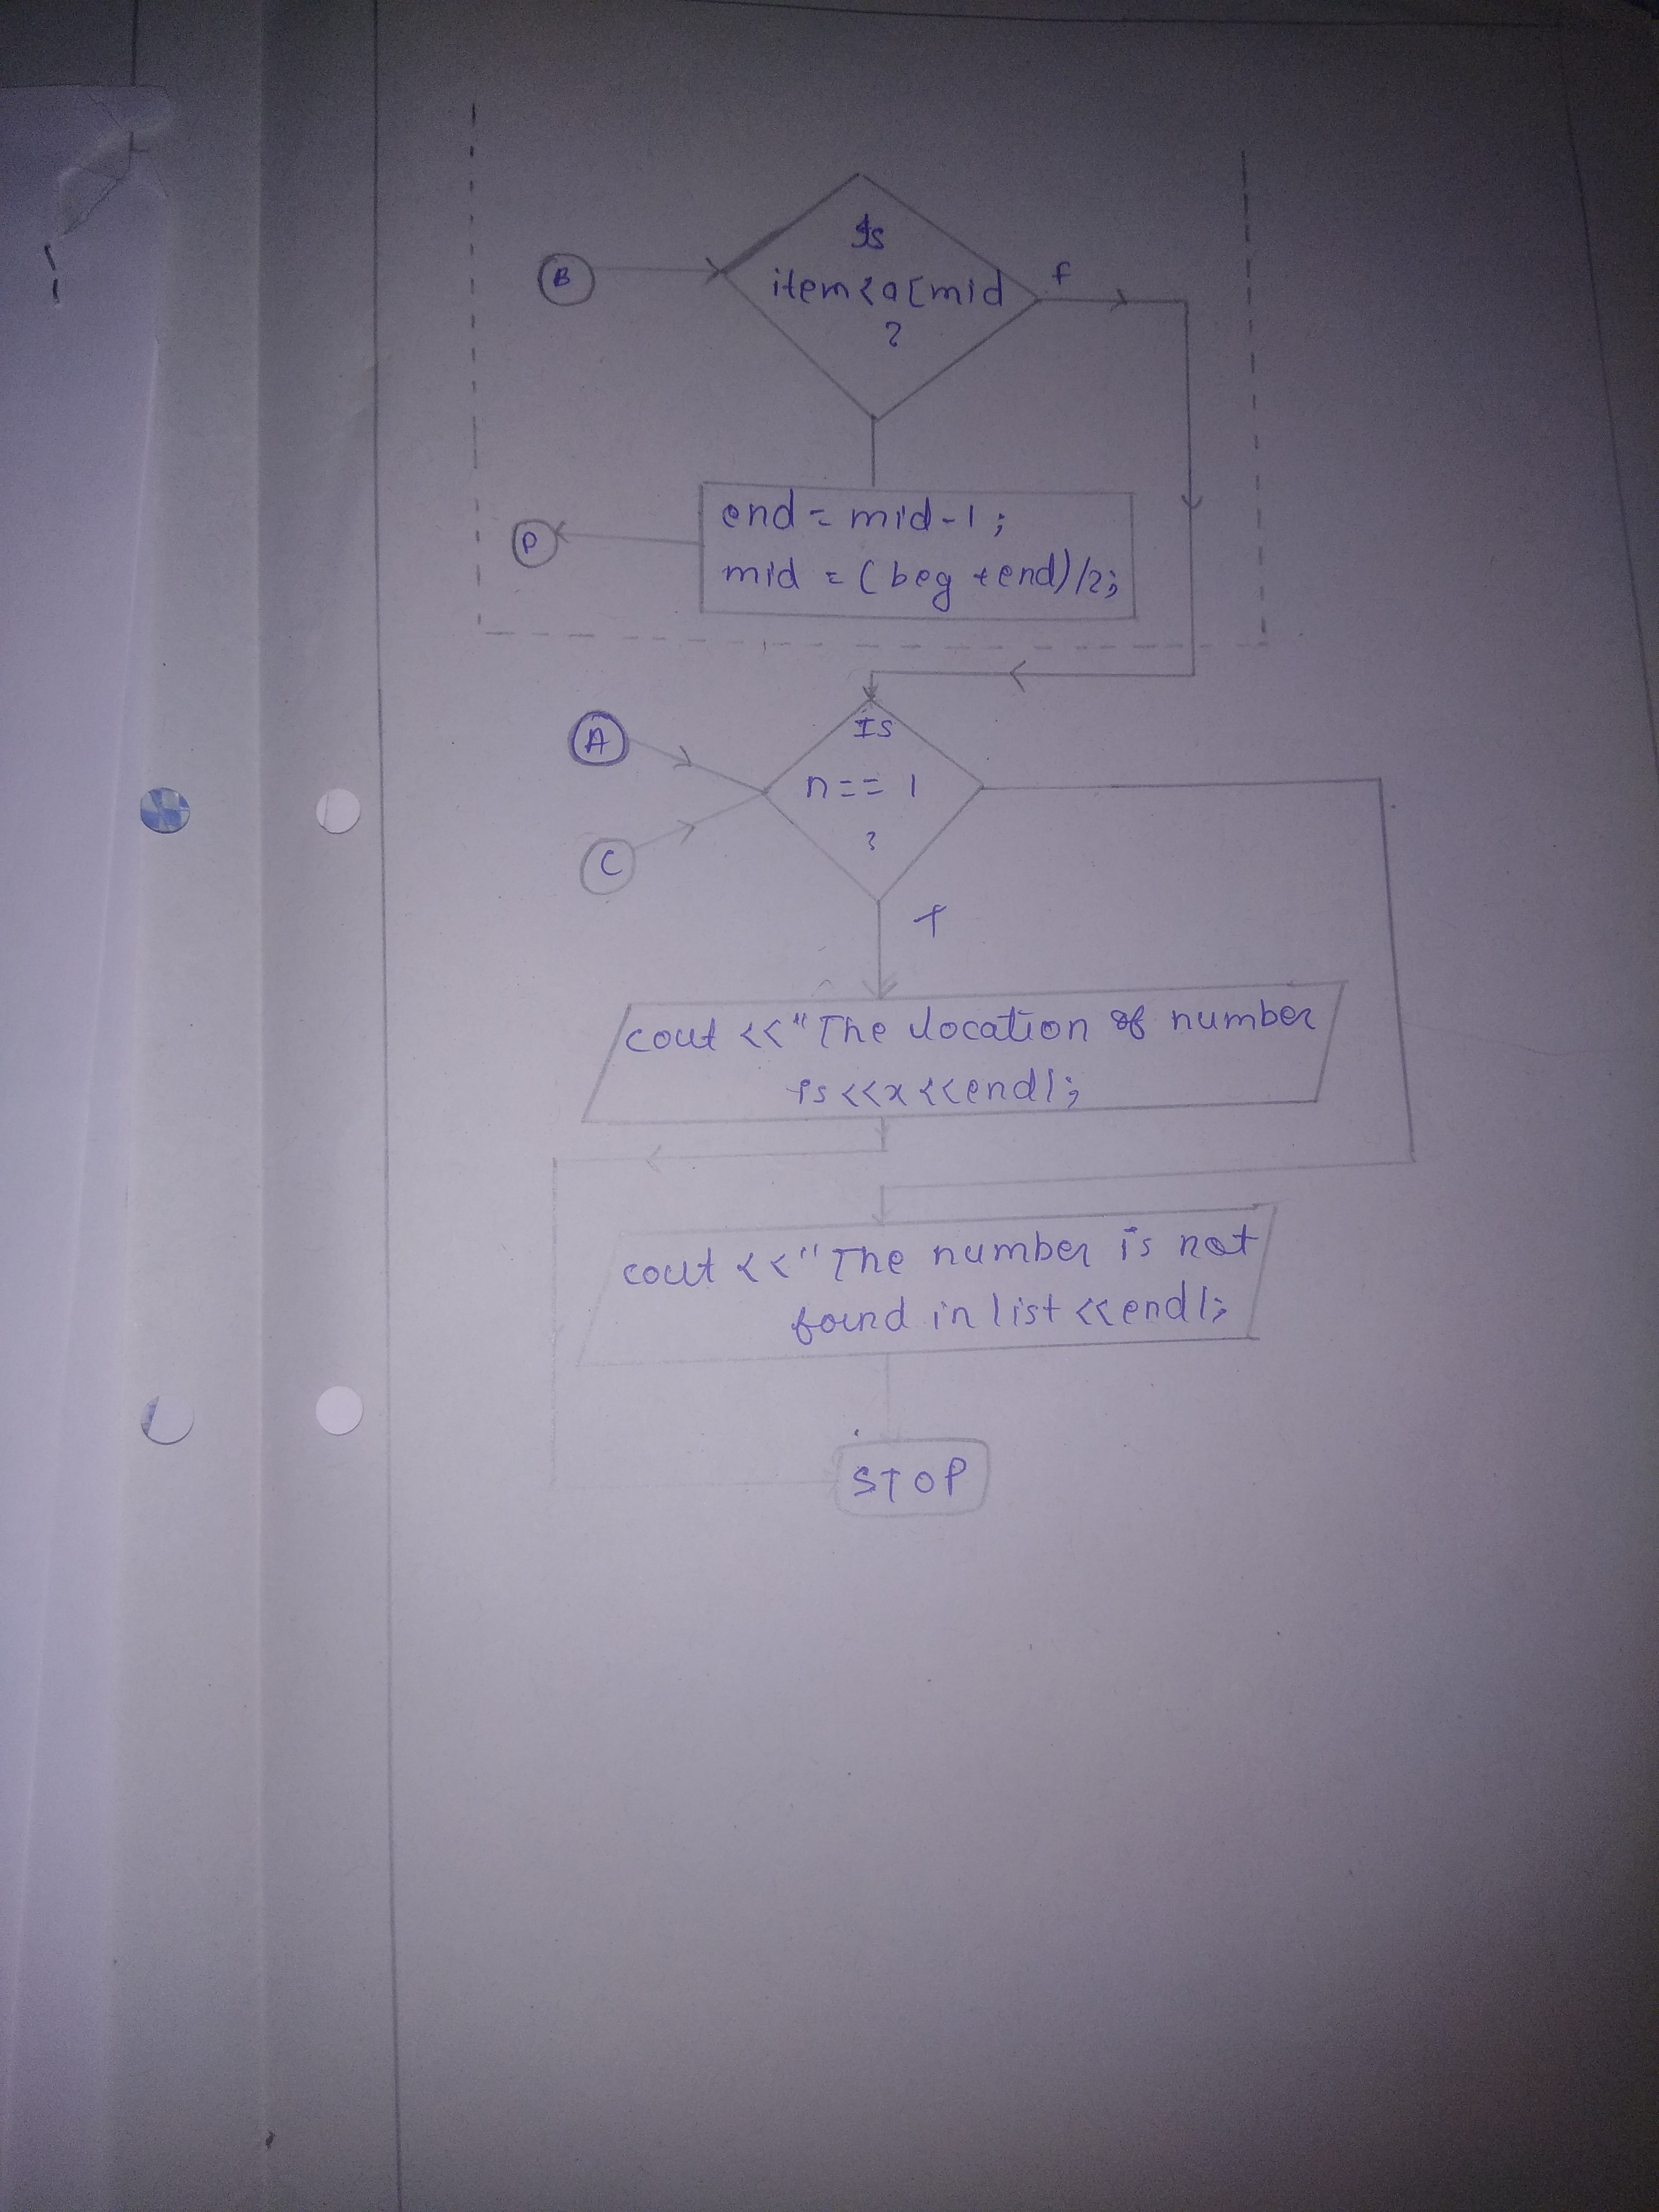 Is
B
item<a[mid
f
?
end = mid-1;
P
mid = (beg+end)/2;
Is
A
n== 1
?
C
T
cout <<"The location of number
is<<x<<endl;
cout <<"The number is not
found in list <<endl;
STOP